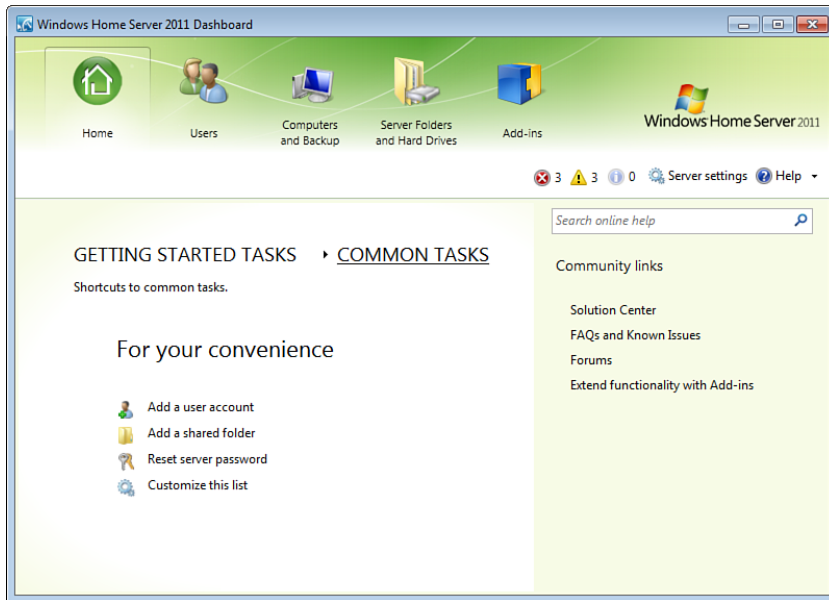 Windows Home Server 2011 Dashboard
Home
Users
Computers
and Backup
Server Folders
and Hard Drives
Add-ins
Windows Home Server 2011
3 3 0 Server settings Help
Search online help
GETTING STARTED TASKS COMMON TASKS
Shortcuts to common tasks.
For your convenience
Add a user account
Add a shared folder
Reset server password
Customize this list
Community links
Solution Center
FAQs and Known Issues
Forums
Extend functionality with Add-ins